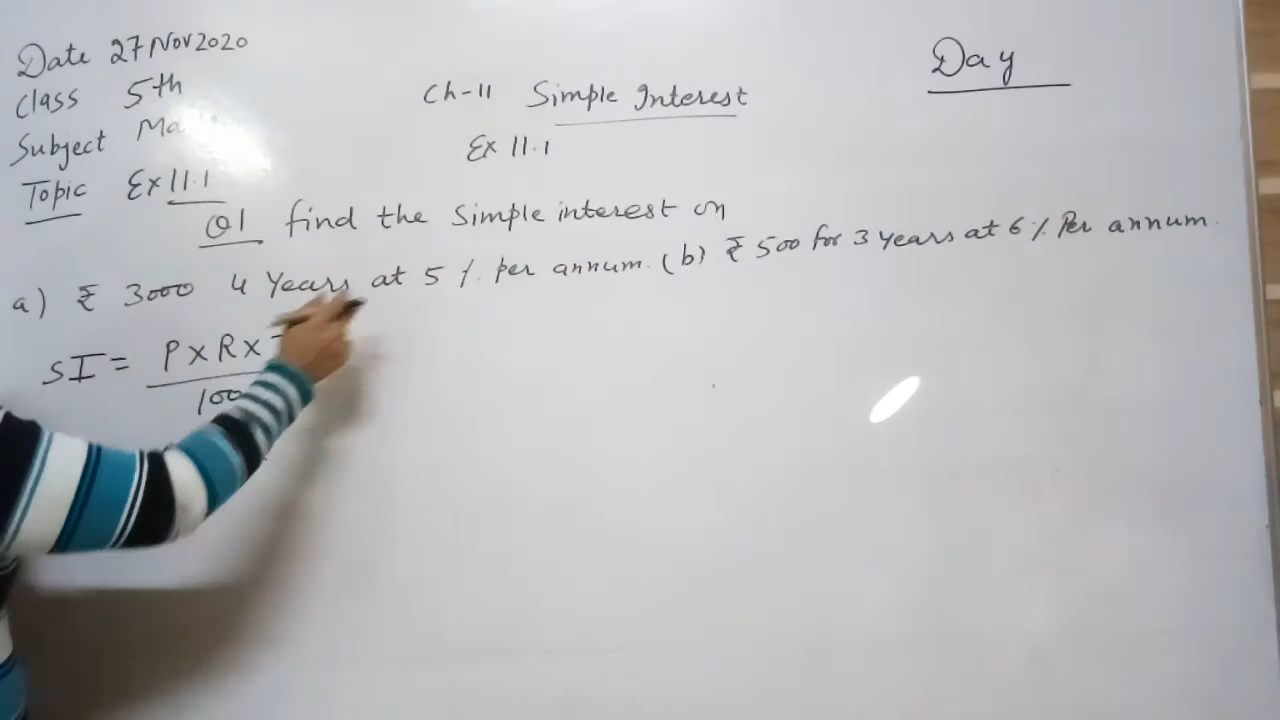 Date 27 Nov 2020
Day
Class 5th
Ch-11 Simple Interest
Subject
Ex 11.1
Topic Ex 11.1
Q1 find the Simple interest on
a) ₹ 3000 4 Years at 5 %. per annum. (b) ₹ 500 for 3 years at 6 % Per annum.
SI = P x R x
100